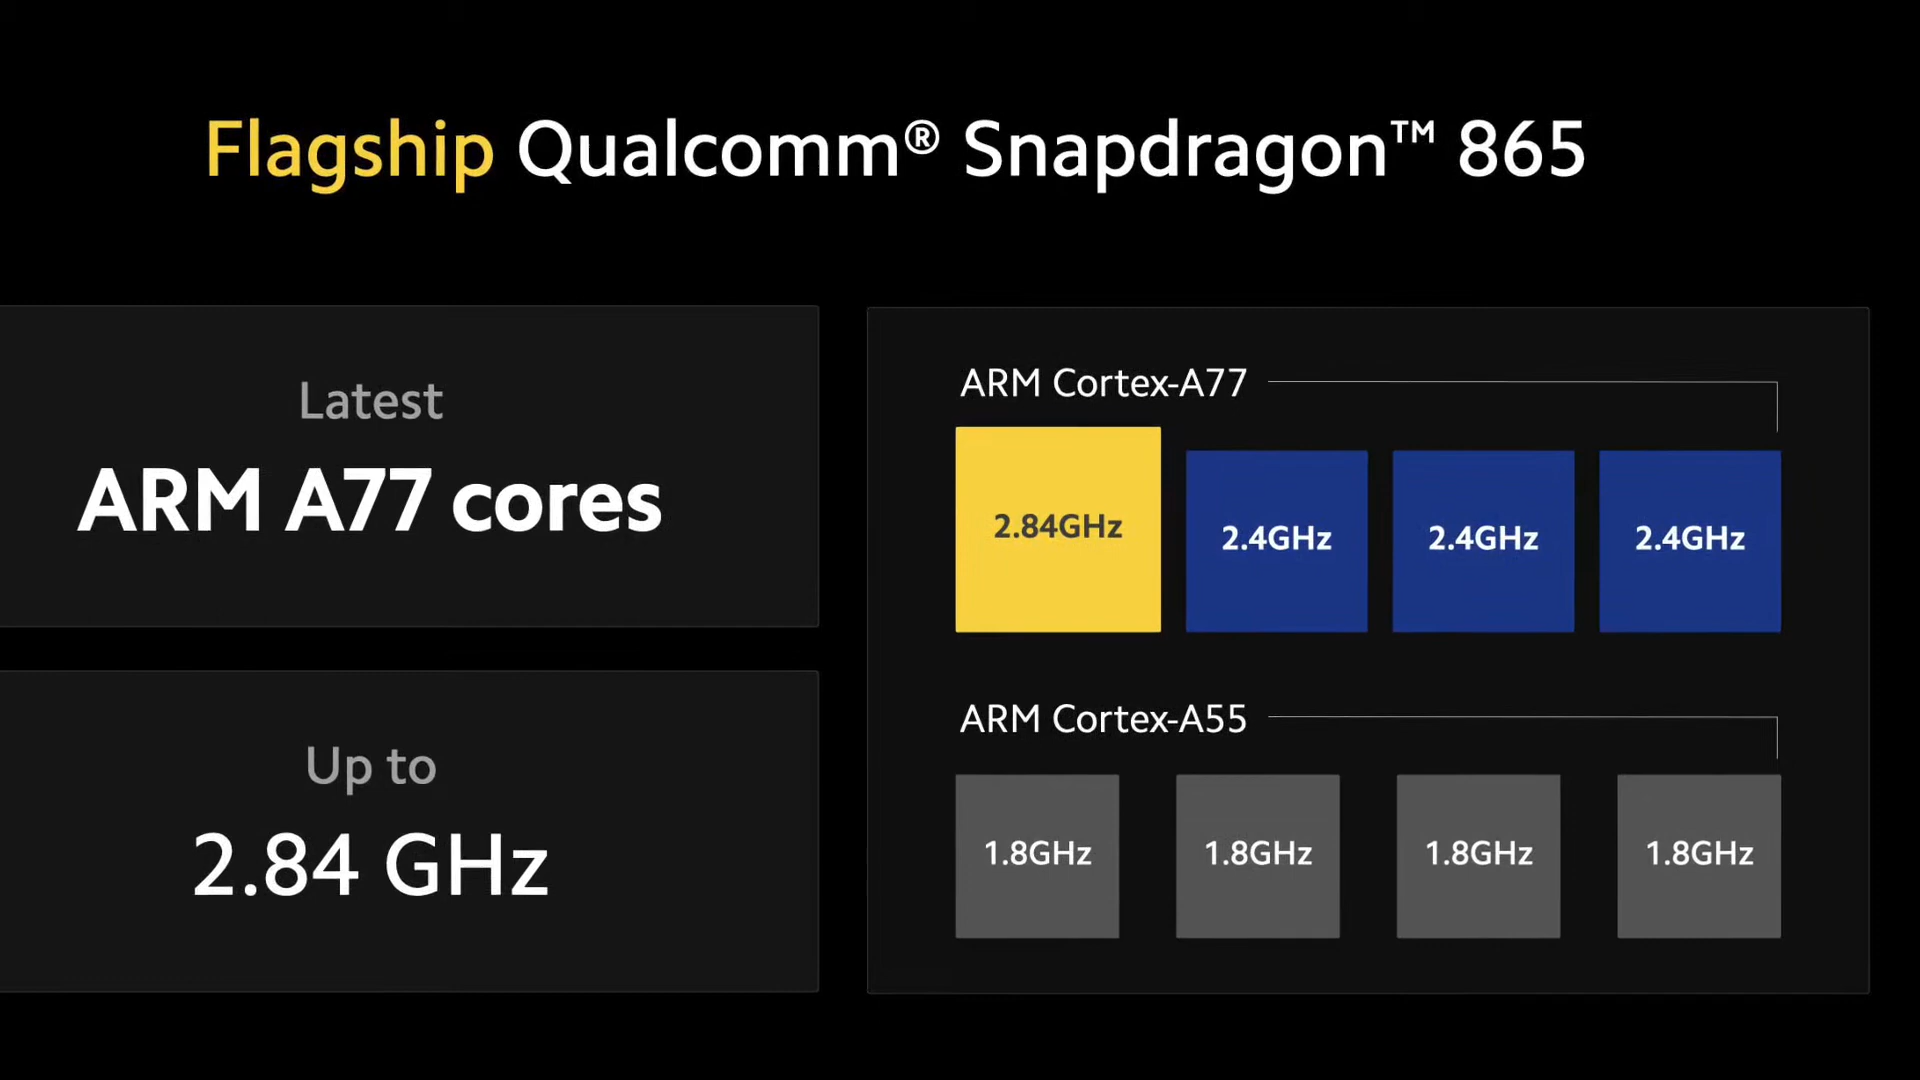 Flagship Qualcomm® Snapdragon™ 865
Latest
ARM A77 cores
Up to
2.84 GHz
ARM Cortex-A77
2.84GHz 2.4GHz 2.4GHz 2.4GHz
ARM Cortex-A55
1.8GHz 1.8GHz 1.8GHz 1.8GHz